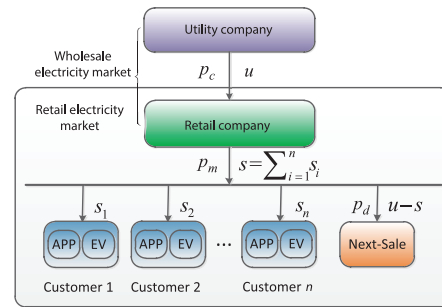 Utility company
Wholesale
electricity market
p_c u
Retail electricity
market
Retail company
p_m s=∑_{i=1}^{n} s_i
s_1 s_2 s_n p_d u−s
APP EV APP EV ... APP EV Next-Sale
Customer 1 Customer 2 Customer n